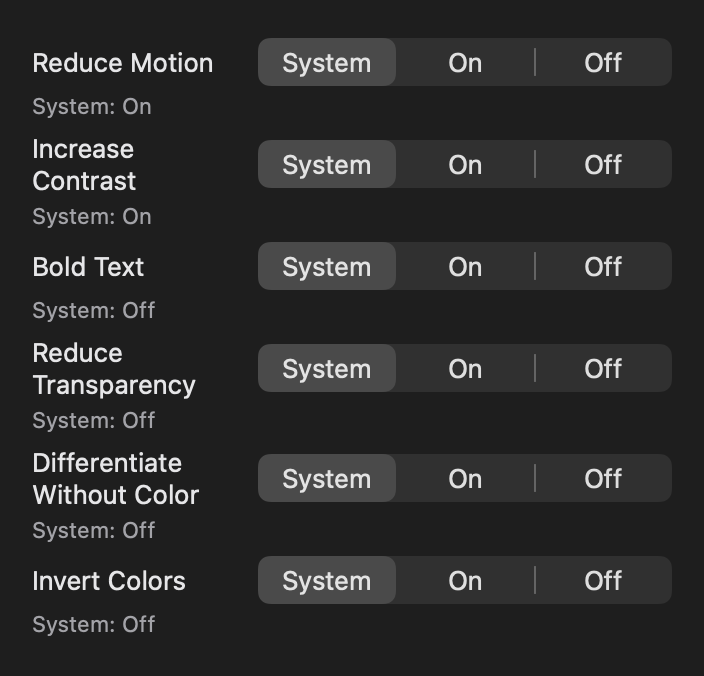 Reduce Motion System On Off
System: On
Increase
Contrast System On Off
System: On
Bold Text System On Off
System: Off
Reduce
Transparency System On Off
System: Off
Differentiate
Without Color System On Off
System: Off
Invert Colors System On Off
System: Off